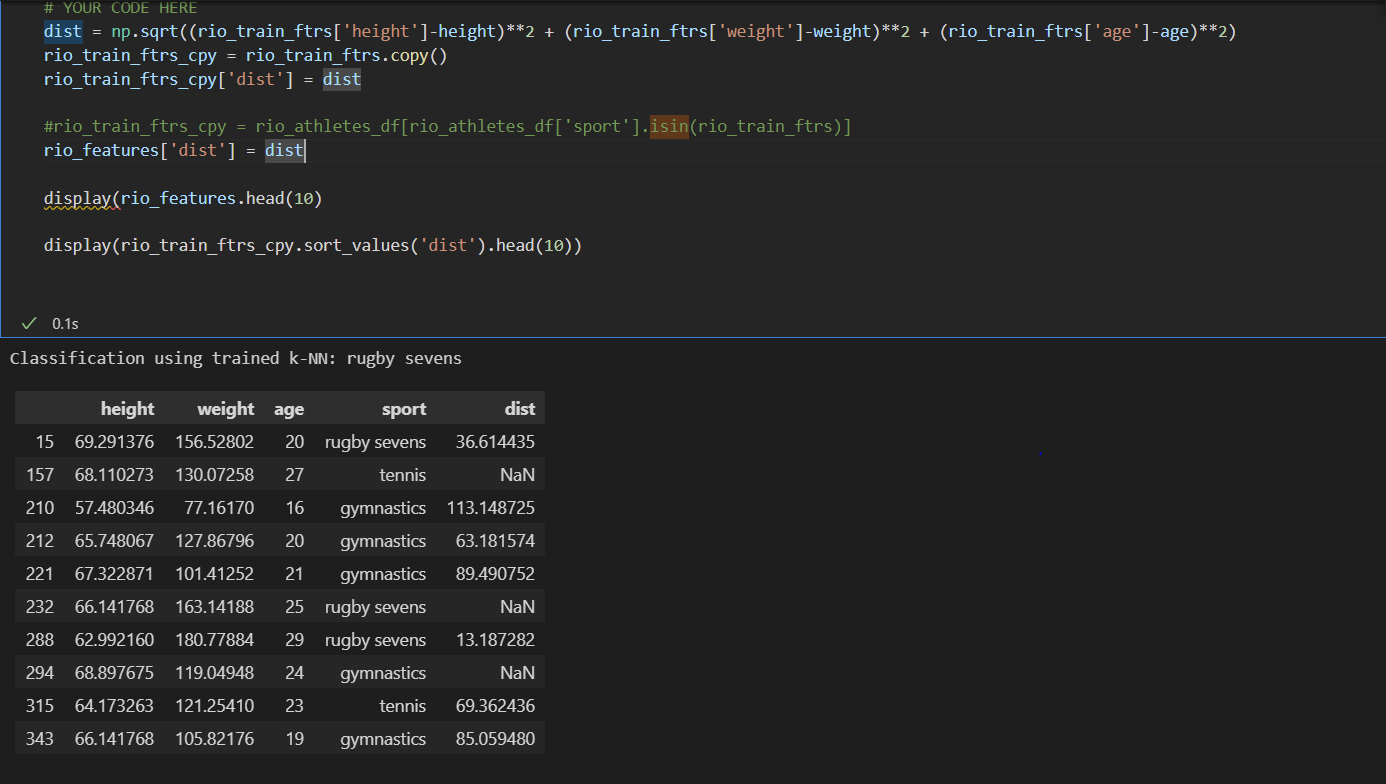 # YOUR CODE HERE
dist = np.sqrt((rio_train_ftrs['height']-height)**2 + (rio_train_ftrs['weight']-weight)**2 + (rio_train_ftrs['age']-age)**2)
rio_train_ftrs_cpy = rio_train_ftrs.copy()
rio_train_ftrs_cpy['dist'] = dist
#rio_train_ftrs_cpy = rio_athletes_df[rio_athletes_df['sport'].isin(rio_train_ftrs)]
rio_features['dist'] = dist
display(rio_features.head(10)
display(rio_train_ftrs_cpy.sort_values('dist').head(10))
0.1s
Classification using trained k-NN: rugby sevens
height weight age sport dist
15 69.291376 156.52802 20 rugby sevens 36.614435
157 68.110273 130.07258 27 tennis NaN
210 57.480346 77.16170 16 gymnastics 113.148725
212 65.748067 127.86796 20 gymnastics 63.181574
221 67.322871 101.41252 21 gymnastics 89.490752
232 66.141768 163.14188 25 rugby sevens NaN
288 62.992160 180.77884 29 rugby sevens 13.187282
294 68.897675 119.04948 24 gymnastics NaN
315 64.173263 121.25410 23 tennis 69.362436
343 66.141768 105.82176 19 gymnastics 85.059480